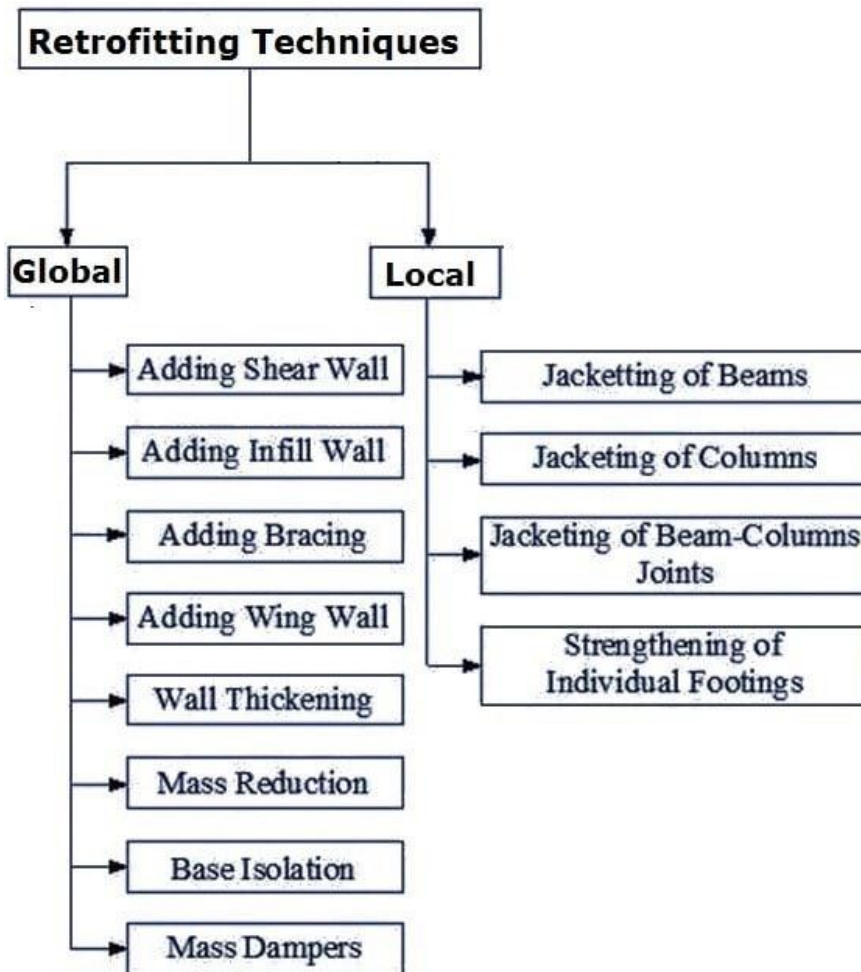 Retrofitting Techniques
Global
Local
Adding Shear Wall
Adding Infill Wall
Adding Bracing
Adding Wing Wall
Wall Thickening
Mass Reduction
Base Isolation
Mass Dampers
Jacketting of Beams
Jacketing of Columns
Jacketing of Beam-Columns
Joints
Strengthening of
Individual Footings